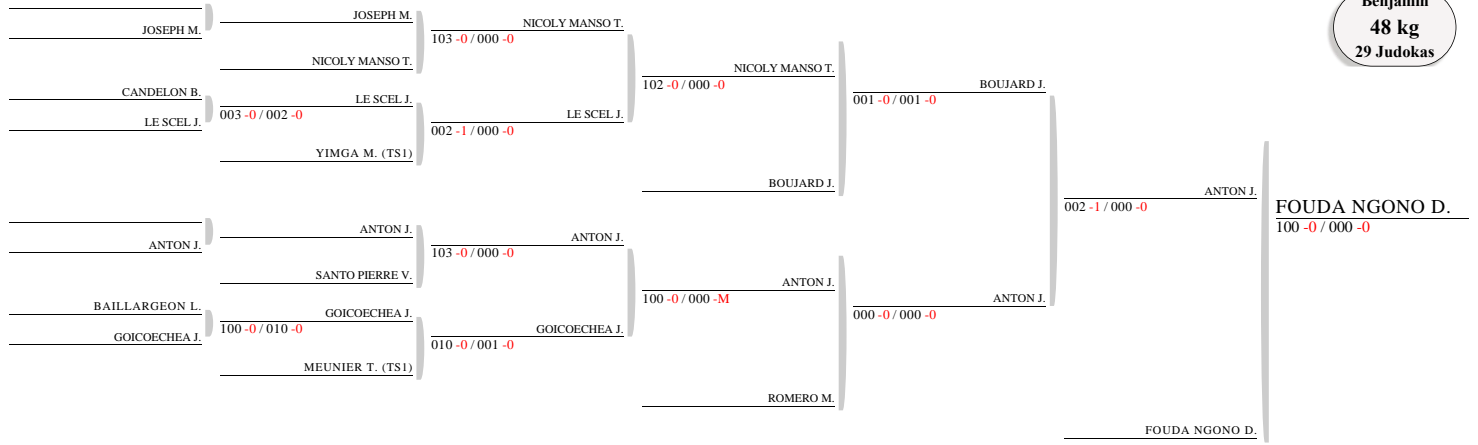 Benjamin
48 kg
29 Judokas
JOSEPH M.
JOSEPH M.
NICOLY MANSO T.
NICOLY MANSO T.
103 -0 / 000 -0
CANDELON B.
LE SCEL J.
LE SCEL J.
003 -0 / 002 -0
YIMGA M. (TS1)
LE SCEL J.
002 -1 / 000 -0
NICOLY MANSO T.
102 -0 / 000 -0
BOUJARD J.
BOUJARD J.
001 -0 / 001 -0
ANTON J.
ANTON J.
SANTO PIERRE V.
ANTON J.
103 -0 / 000 -0
BAILLARGEON L.
GOICOECHEA J.
GOICOECHEA J.
100 -0 / 010 -0
MEUNIER T. (TS1)
GOICOECHEA J.
010 -0 / 001 -0
ANTON J.
100 -0 / 000 -M
ROMERO M.
ANTON J.
000 -0 / 000 -0
ANTON J.
002 -1 / 000 -0
FOUDA NGONO D.
FOUDA NGONO D.
100 -0 / 000 -0